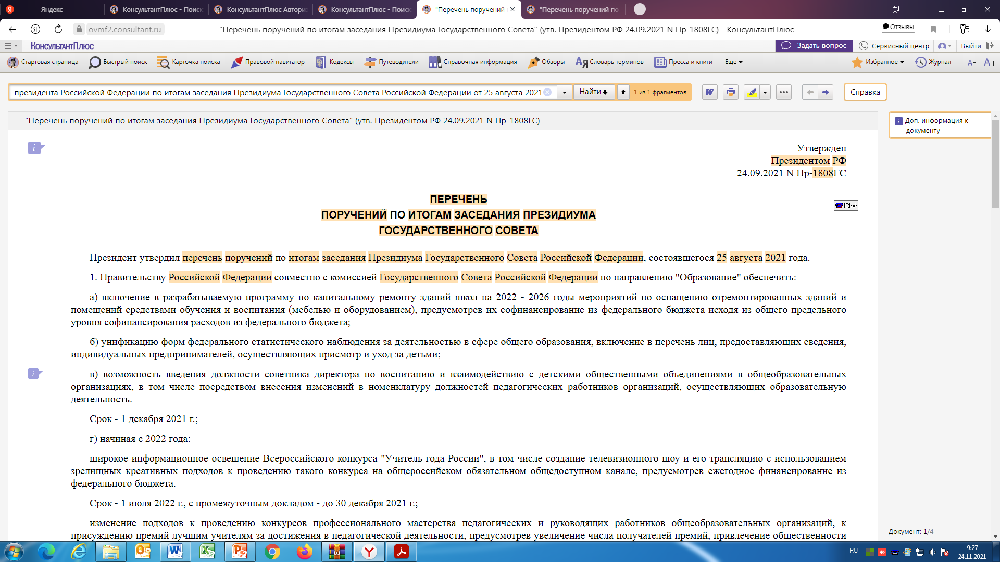 Яндекс
КонсультантПлюс - Поиск
КонсультантПлюс Автори
КонсультантПлюс - Поиск
"Перечень поручений
"Перечень поручений по
ovmf2.consultant.ru
"Перечень поручений по итогам заседания Президиума Государственного Совета" (утв. Президентом РФ 24.09.2021 N Пр-1808ГС) - КонсультантПлюс
Отзывы
КонсультантПлюс
Задать вопрос
Сервисный центр
Выйти
Стартовая страница
Быстрый поиск
Карточка поиска
Правовой навигатор
Кодексы
Путеводители
Справочная информация
Обзоры
Словарь терминов
Пресса и книги
Еще
Избранное
Журнал
A−
A+
президента Российской Федерации по итогам заседания Президиума Государственного Совета Российской Федерации от 25 августа 2021
Найти
1 из 1 фрагментов
Справка
"Перечень поручений по итогам заседания Президиума Государственного Совета" (утв. Президентом РФ 24.09.2021 N Пр-1808ГС)
Доп. информация к
документу
Утвержден
Президентом РФ
24.09.2021 N Пр-1808ГС
ПЕРЕЧЕНЬ
IChat
ПОРУЧЕНИЙ ПО ИТОГАМ ЗАСЕДАНИЯ ПРЕЗИДИУМА
ГОСУДАРСТВЕННОГО СОВЕТА
Президент утвердил перечень поручений по итогам заседания Президиума Государственного Совета Российской Федерации, состоявшегося 25 августа 2021 года.
1. Правительству Российской Федерации совместно с комиссией Государственного Совета Российской Федерации по направлению "Образование" обеспечить:
а) включение в разрабатываемую программу по капитальному ремонту зданий школ на 2022 - 2026 годы мероприятий по оснащению отремонтированных зданий и
помещений средствами обучения и воспитания (мебелью и оборудованием), предусмотрев их софинансирование из федерального бюджета исходя из общего предельного
уровня софинансирования расходов из федерального бюджета;
б) унификацию форм федерального статистического наблюдения за деятельностью в сфере общего образования, включение в перечень лиц, предоставляющих сведения,
индивидуальных предпринимателей, осуществляющих присмотр и уход за детьми;
в) возможность введения должности советника директора по воспитанию и взаимодействию с детскими общественными объединениями в общеобразовательных
организациях, в том числе посредством внесения изменений в номенклатуру должностей педагогических работников организаций, осуществляющих образовательную
деятельность.
Срок - 1 декабря 2021 г.;
г) начиная с 2022 года:
широкое информационное освещение Всероссийского конкурса "Учитель года России", в том числе создание телевизионного шоу и его трансляцию с использованием
зрелищных креативных подходов к проведению такого конкурса на общероссийском обязательном общедоступном канале, предусмотрев ежегодное финансирование из
федерального бюджета.
Срок - 1 июля 2022 г., с промежуточным докладом - до 30 декабря 2021 г.;
изменение подходов к проведению конкурсов профессионального мастерства педагогических и руководящих работников общеобразовательных организаций, к
присуждению премий лучшим учителям за достижения в педагогической деятельности, предусмотрев увеличение числа получателей премий, привлечение общественности
Документ: 1/4
RU
9:27
24.11.2021